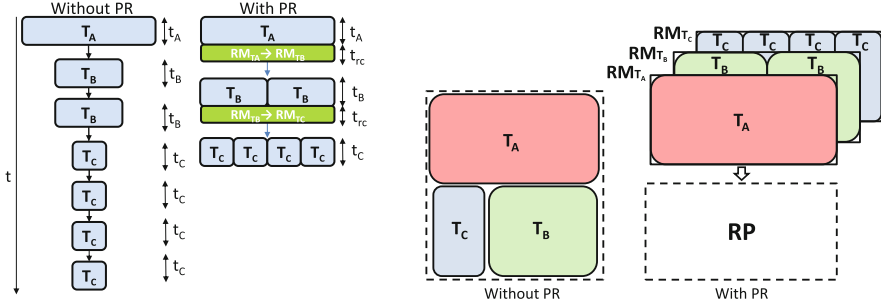 Without PR
t
T_A
t_A
T_B
t_B
T_B
t_B
T_C
t_C
T_C
t_C
T_C
t_C
T_C
t_C
With PR
T_A
t_A
RM_TA → RM_TB
t_rc
T_B T_B
t_B
RM_TB → RM_TC
t_rc
T_C T_C T_C T_C
t_C
T_A
T_C
T_B
Without PR
RM_TC
T_C T_C T_C T_C
RM_TB
T_B T_B
RM_TA
T_A
RP
With PR